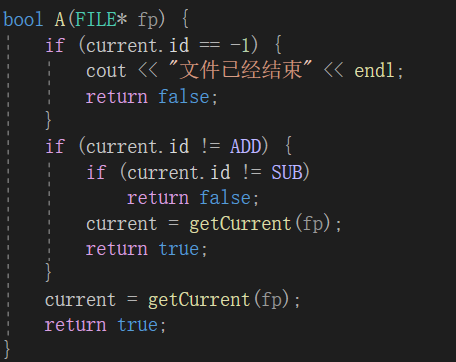 bool A(FILE* fp) {
    if (current.id == -1) {
        cout << "文件已经结束" << endl;
        return false;
    }
    if (current.id != ADD) {
        if (current.id != SUB)
            return false;
        current = getCurrent(fp);
        return true;
    }
    current = getCurrent(fp);
    return true;
}